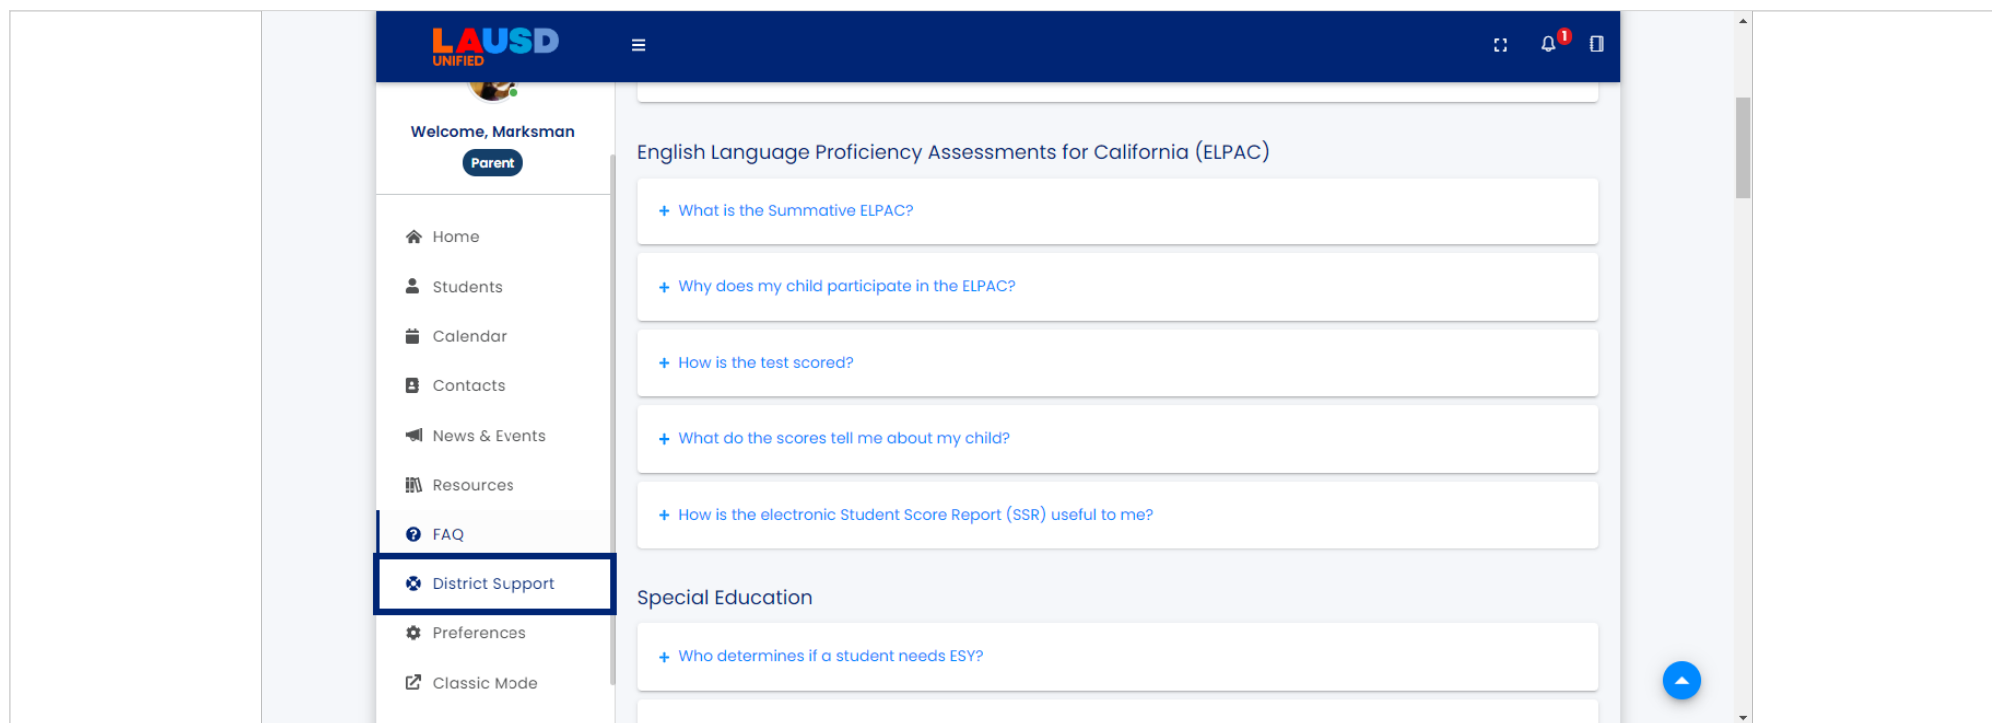 LAUSD
UNIFIED
1
Welcome, Marksman
Parent
Home
Students
Calendar
Contacts
News & Events
Resources
FAQ
District Support
Preferences
Classic Mode
English Language Proficiency Assessments for California (ELPAC)
+ What is the Summative ELPAC?
+ Why does my child participate in the ELPAC?
+ How is the test scored?
+ What do the scores tell me about my child?
+ How is the electronic Student Score Report (SSR) useful to me?
Special Education
+ Who determines if a student needs ESY?